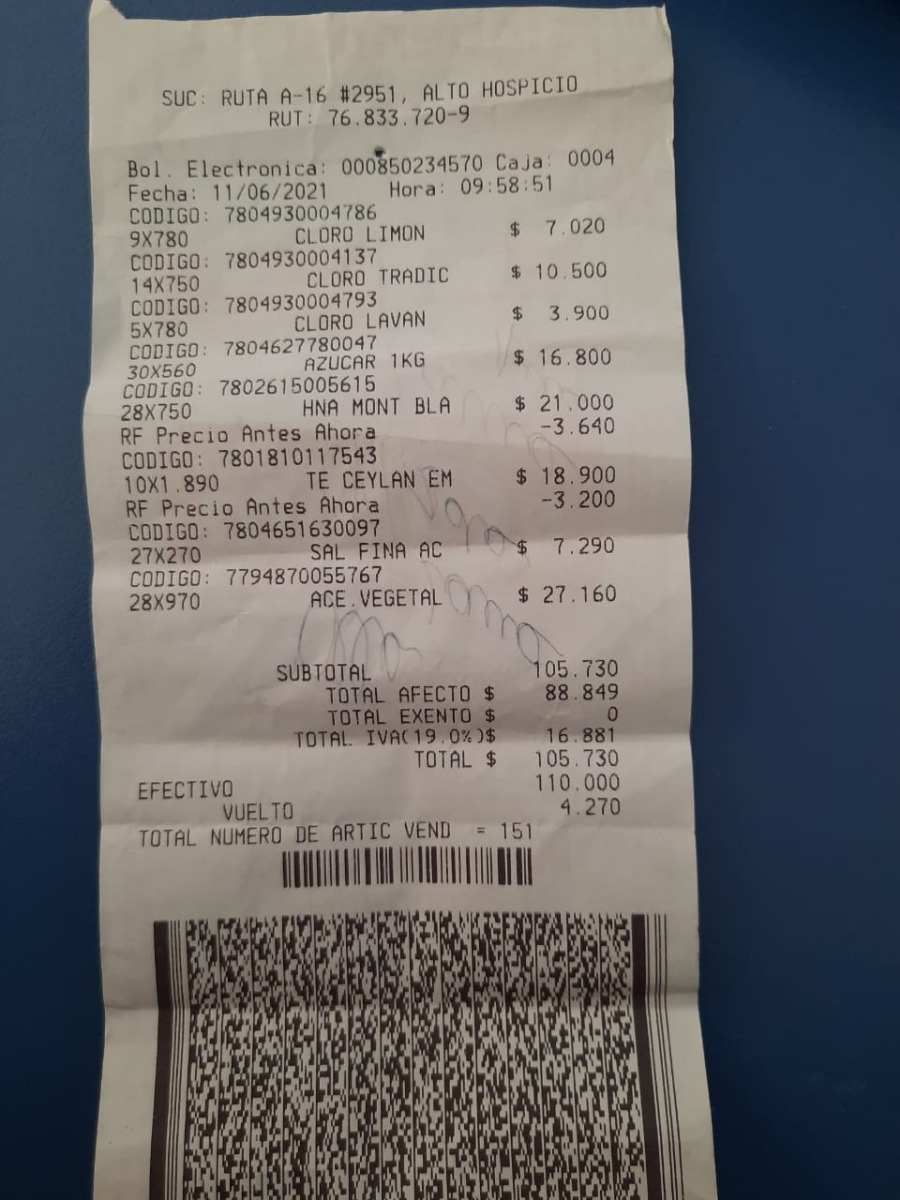 SUC: RUTA A-16 #2951, ALTO HOSPICIO
RUT: 76.833.720-9
Bol. Electronica: 000850234570 Caja: 0004
Fecha: 11/06/2021 Hora: 09:58:51
CODIGO: 7804930004786
9X780 CLORO LIMON $ 7.020
CODIGO: 7804930004137
14X750 CLORO TRADIC $ 10.500
CODIGO: 7804930004793
5X780 CLORO LAVAN $ 3.900
CODIGO: 7804627780047
30X560 AZUCAR 1KG $ 16.800
CODIGO: 7802615005615
28X750 HNA MONT BLA $ 21.000
RF Precio Antes Ahora -3.640
CODIGO: 7801810117543
10X1.890 TE CEYLAN EM $ 18.900
RF Precio Antes Ahora -3.200
CODIGO: 7804651630097
27X270 SAL FINA AC $ 7.290
CODIGO: 7794870055767
28X970 ACE.VEGETAL $ 27.160
SUBTOTAL 105.730
TOTAL AFECTO $ 88.849
TOTAL EXENTO $ 0
TOTAL IVA(19.0%)$ 16.881
TOTAL $ 105.730
EFECTIVO 110.000
VUELTO 4.270
TOTAL NUMERO DE ARTIC VEND = 151